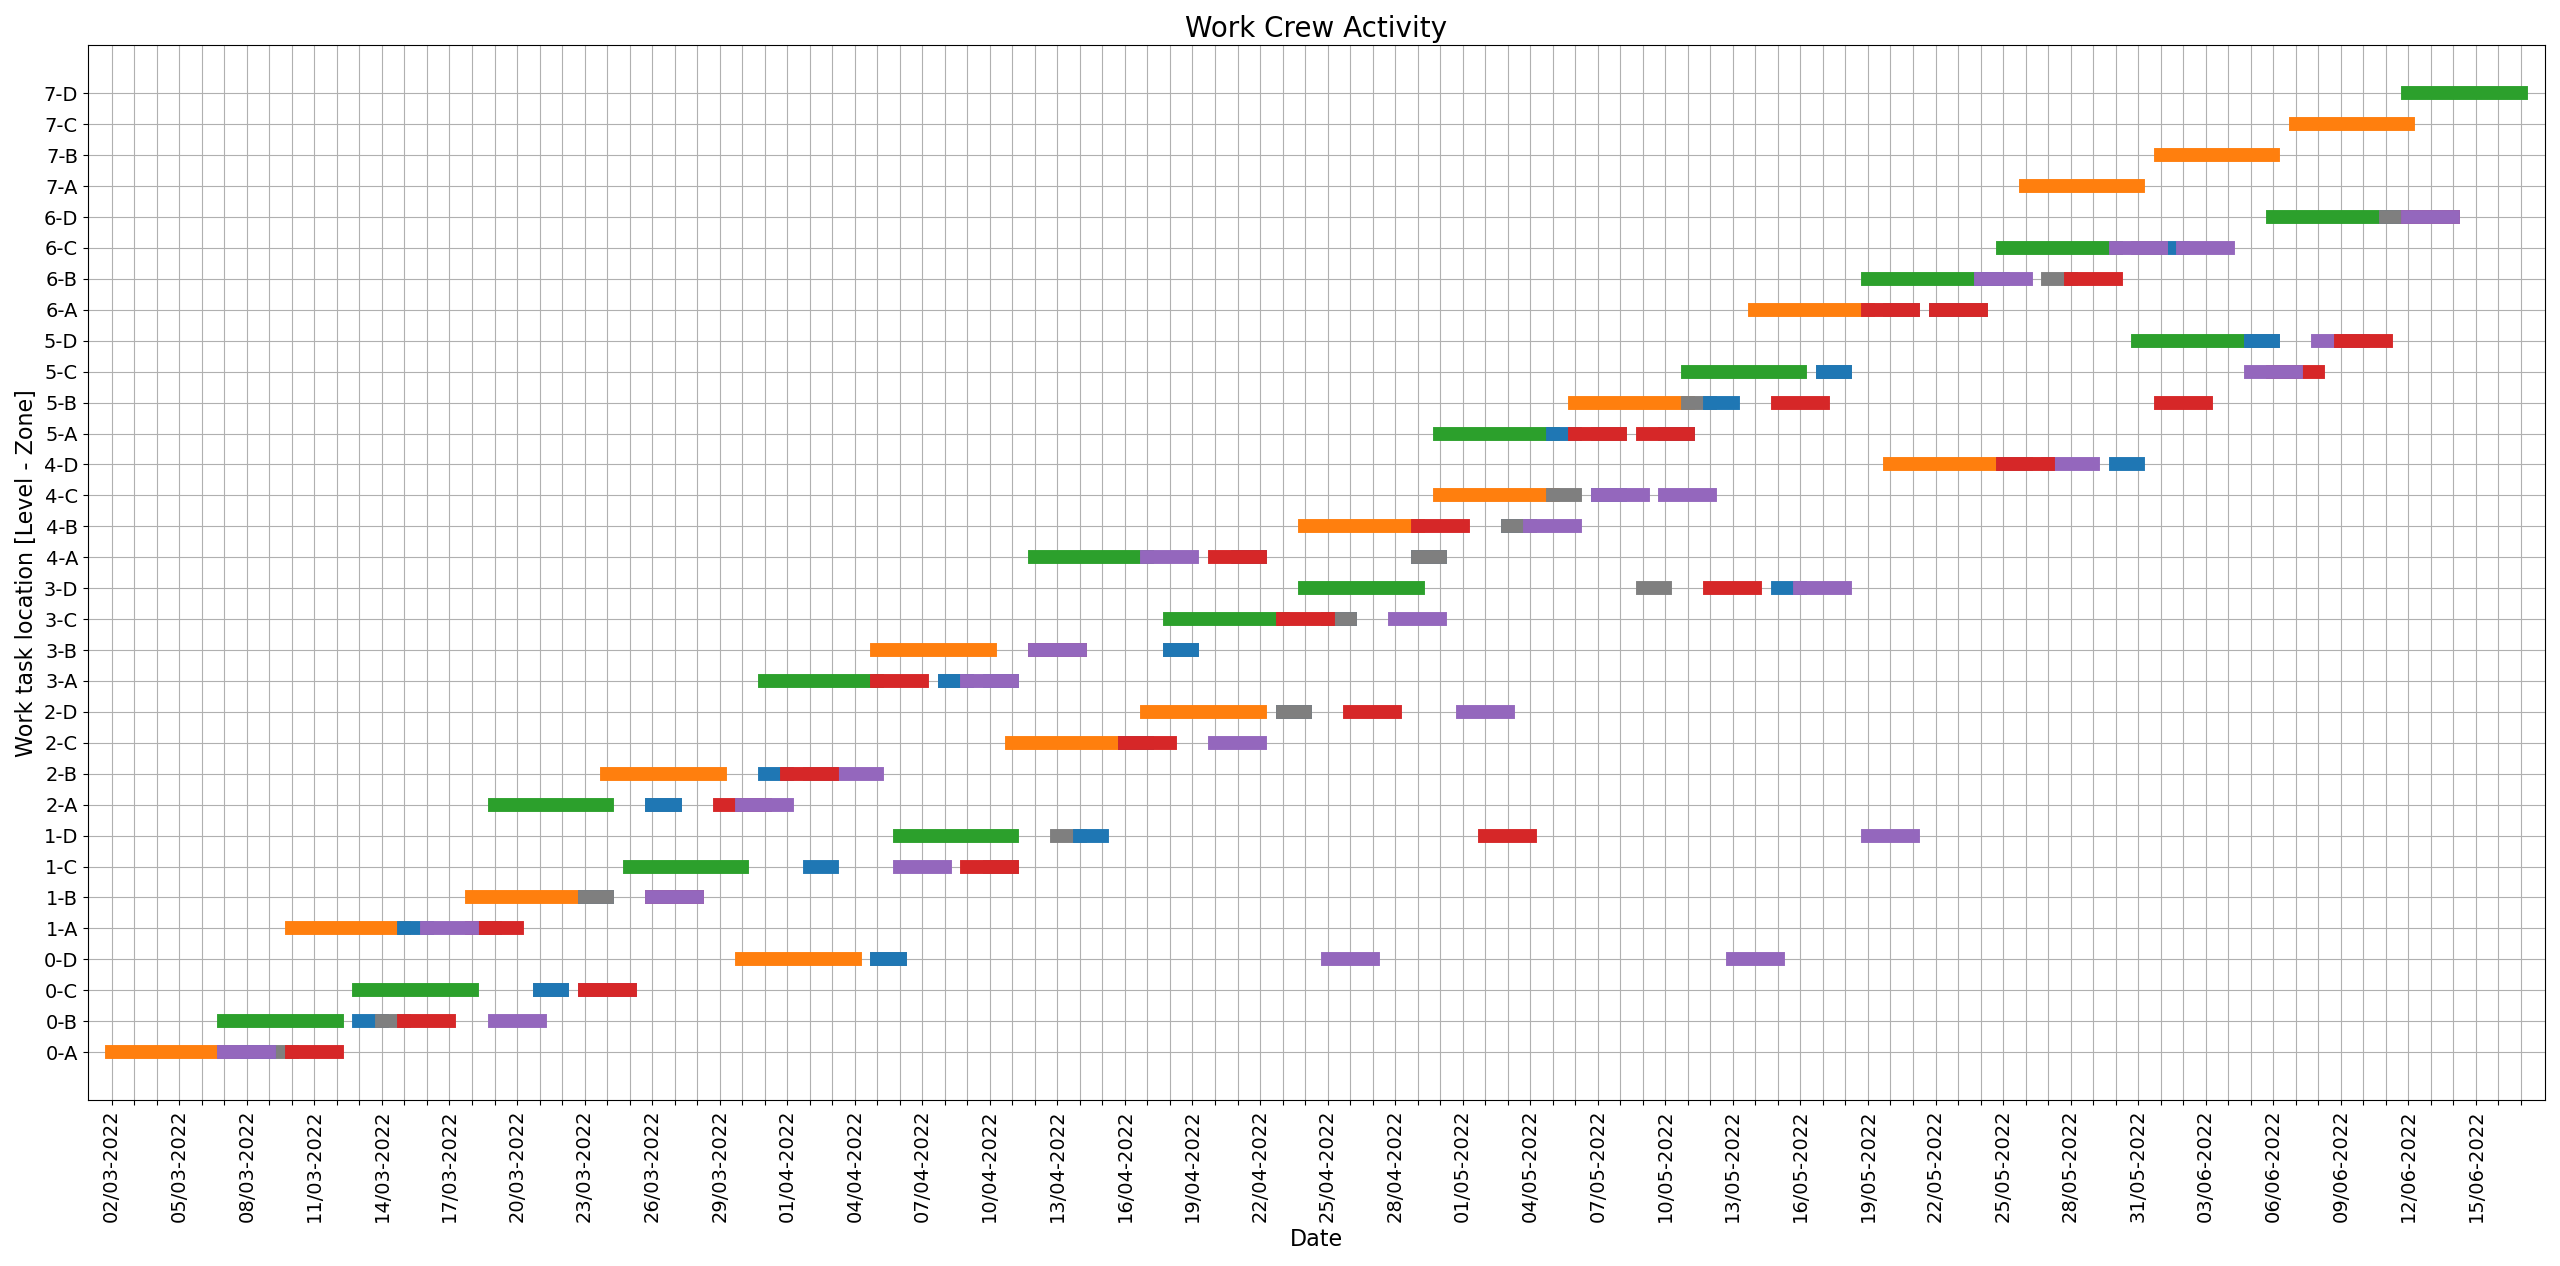 Work Crew Activity
Work task location [Level - Zone]
7-D
7-C
7-B
7-A
6-D
6-C
6-B
6-A
5-D
5-C
5-B
5-A
4-D
4-C
4-B
4-A
3-D
3-C
3-B
3-A
2-D
2-C
2-B
2-A
1-D
1-C
1-B
1-A
0-D
0-C
0-B
0-A
02/03-2022
05/03-2022
08/03-2022
11/03-2022
14/03-2022
17/03-2022
20/03-2022
23/03-2022
26/03-2022
29/03-2022
01/04-2022
04/04-2022
07/04-2022
10/04-2022
13/04-2022
16/04-2022
19/04-2022
22/04-2022
25/04-2022
28/04-2022
01/05-2022
04/05-2022
07/05-2022
10/05-2022
13/05-2022
16/05-2022
19/05-2022
22/05-2022
25/05-2022
28/05-2022
31/05-2022
03/06-2022
06/06-2022
09/06-2022
12/06-2022
15/06-2022
Date